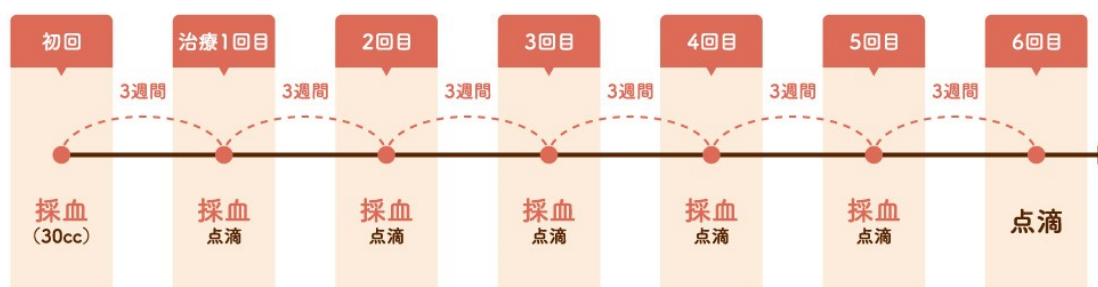 初回
治療1回目
2回目
3回目
4回目
5回目
6回目
3週間
3週間
3週間
3週間
3週間
3週間
採血
（30cc）
採血
点滴
採血
点滴
採血
点滴
採血
点滴
採血
点滴
点滴